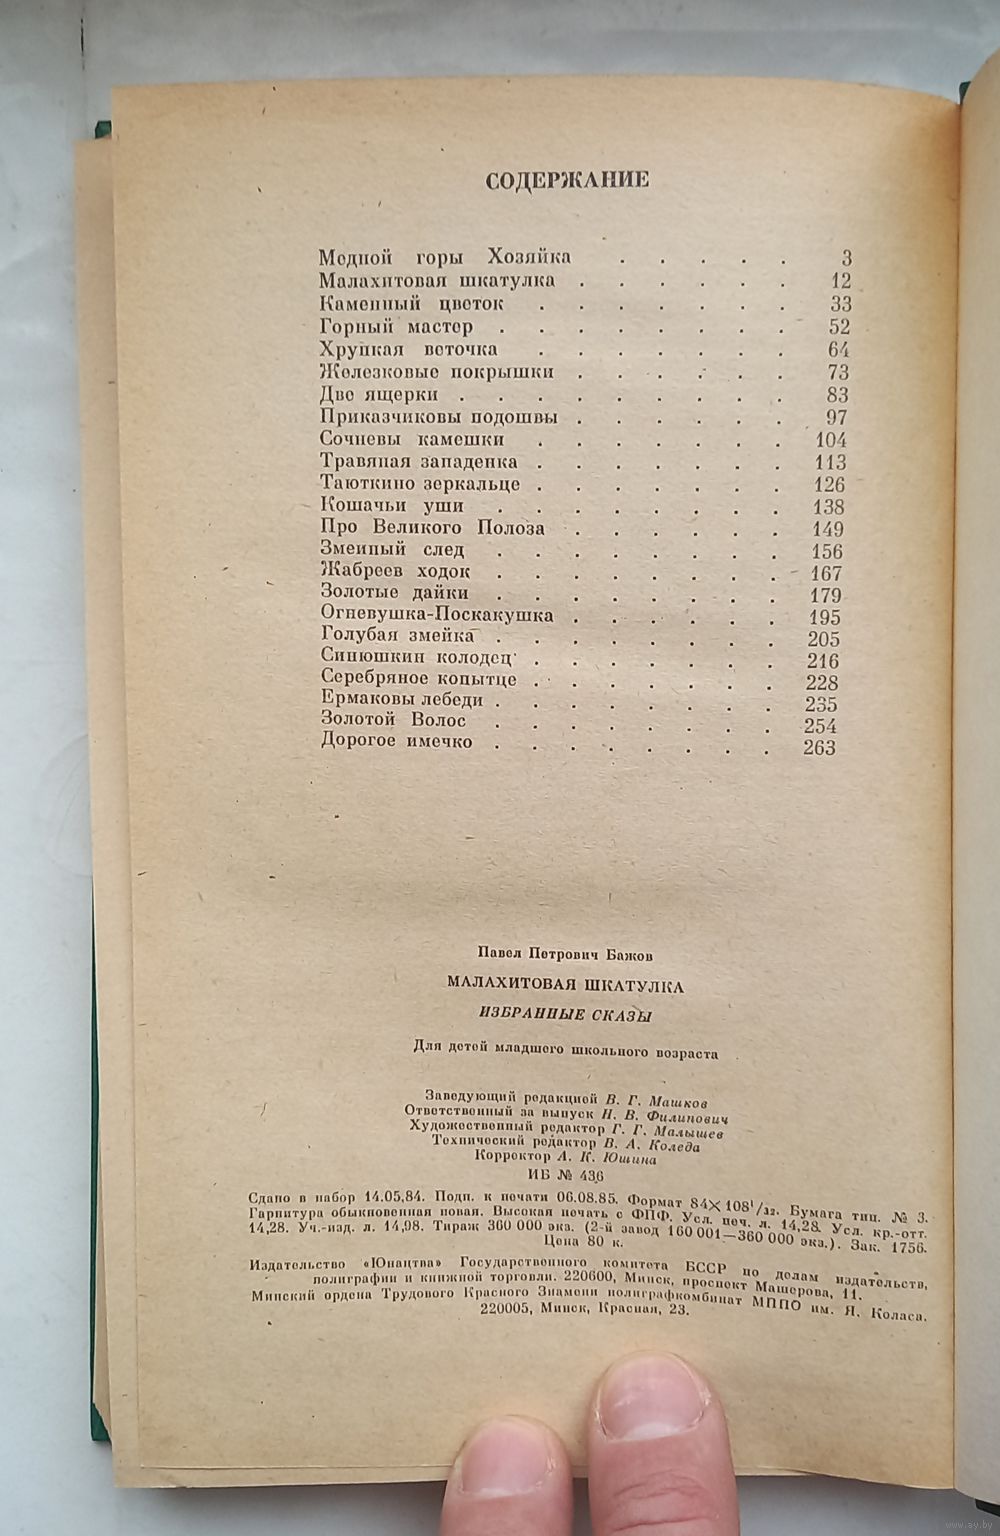 СОДЕРЖАНИЕ
Медной горы Хозяйка . . . . . 3
Малахитовая шкатулка . . . . . . 12
Каменный цветок . . . . . . . 33
Горный мастер . . . . . . . . 52
Хрупкая веточка . . . . . . . 64
Железковые покрышки . . . . . . 73
Две ящерки . . . . . . . . . 83
Приказчиковы подошвы . . . . . . 97
Сочневы камешки . . . . . . . 104
Травяная западенка . . . . . . . 113
Таюткино зеркальце . . . . . . . 126
Кошачьи уши . . . . . . . . 138
Про Великого Полоза . . . . . . 149
Змеиный след . . . . . . . . 156
Жабреев ходок . . . . . . . . 167
Золотые дайки . . . . . . . . 179
Огневушка-Поскакушка . . . . . . 195
Голубая змейка . . . . . . . . 205
Синюшкин колодец . . . . . . . 216
Серебряное копытце . . . . . . . 228
Ермаковы лебеди . . . . . . . . 235
Золотой Волос . . . . . . . . 254
Дорогое имечко . . . . . . . . 263
Павел Петрович Бажов
МАЛАХИТОВАЯ ШКАТУЛКА
ИЗБРАННЫЕ СКАЗЫ
Для детей младшего школьного возраста
Заведующий редакцией В. Г. Машков
Ответственный за выпуск Н. В. Филипович
Художественный редактор Г. Г. Малышев
Технический редактор В. А. Коледа
Корректор А. К. Юшина
ИБ № 436
Сдано в набор 14.05.84. Подп. к печати 06.08.85. Формат 84×108¹/₃₂. Бумага тип. № 3.
Гарнитура обыкновенная новая. Высокая печать с ФПФ. Усл. печ. л. 14,28. Усл. кр.-отт.
14,28. Уч.-изд. л. 14,98. Тираж 360 000 экз. (2-й завод 160 001—360 000 экз.). Зак. 1756.
Цена 80 к.
Издательство «Юнацтва» Государственного комитета БССР по делам издательств,
полиграфии и книжной торговли. 220600, Минск, проспект Машерова, 11.
Минский ордена Трудового Красного Знамени полиграфкомбинат МППО им. Я. Коласа.
220005, Минск, Красная, 23.
www.ay.by